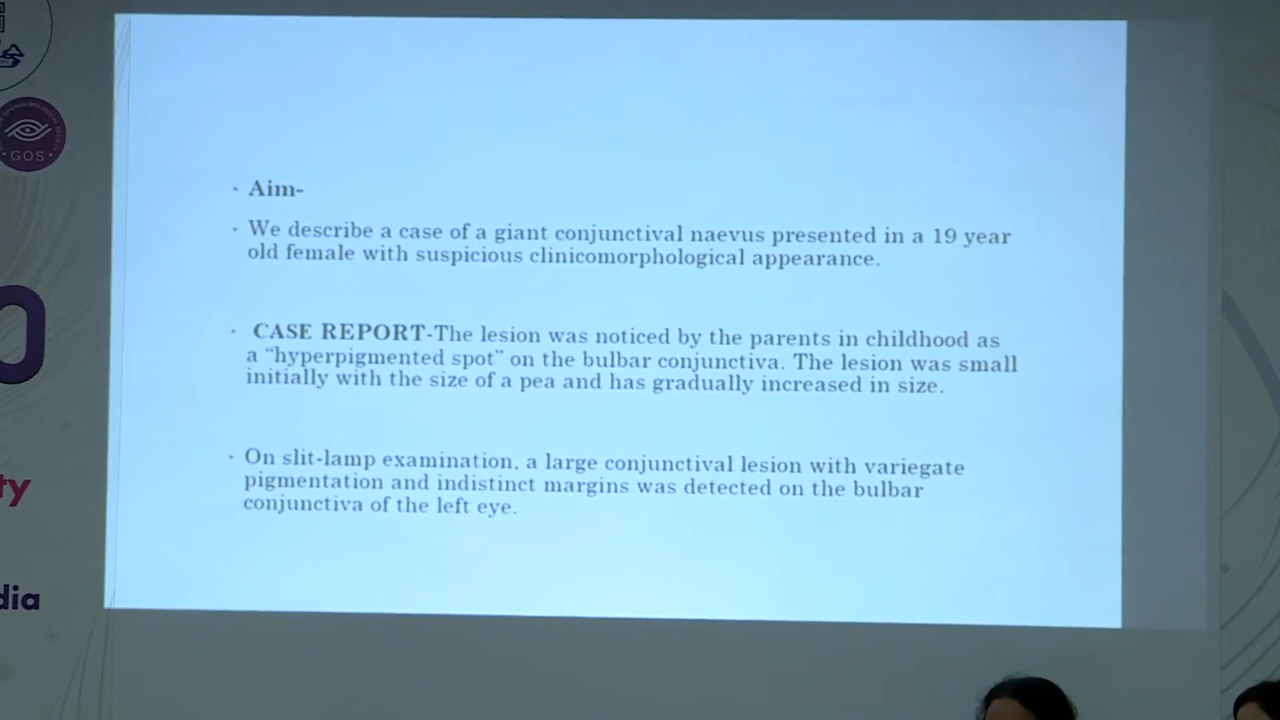 GOS
ty
dia
· Aim-
· We describe a case of a giant conjunctival naevus presented in a 19 year
old female with suspicious clinicomorphological appearance.
· CASE REPORT-The lesion was noticed by the parents in childhood as
a “hyperpigmented spot” on the bulbar conjunctiva. The lesion was small
initially with the size of a pea and has gradually increased in size.
· On slit-lamp examination, a large conjunctival lesion with variegate
pigmentation and indistinct margins was detected on the bulbar
conjunctiva of the left eye.